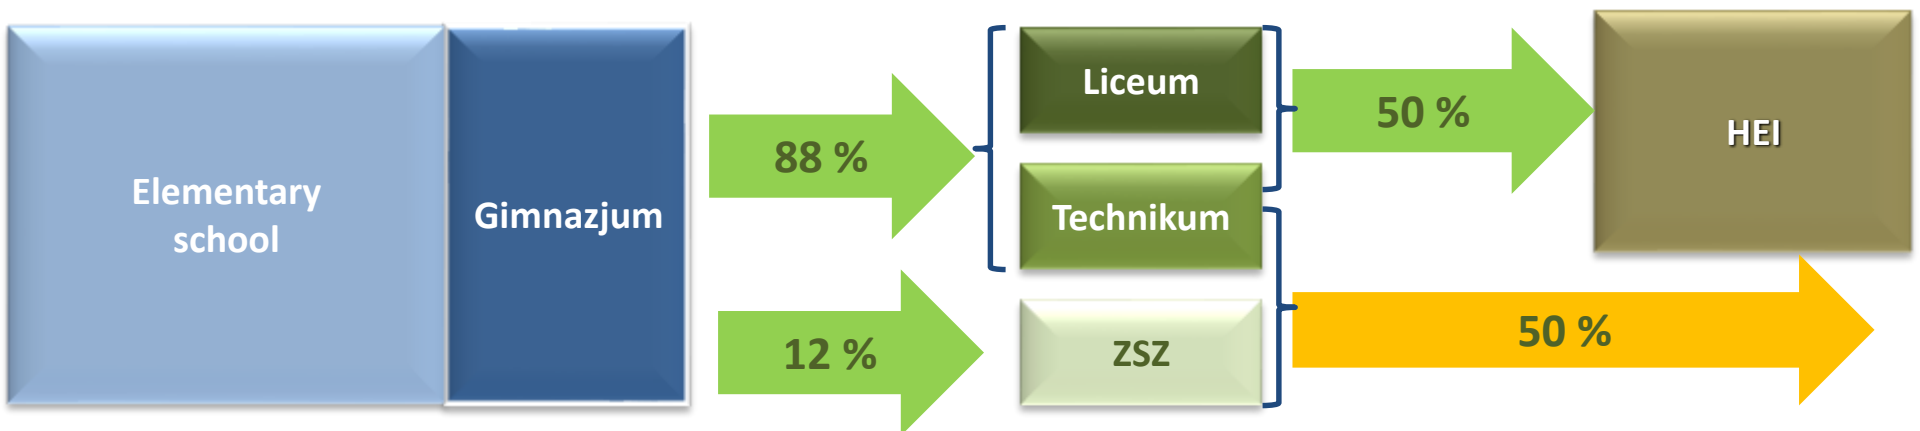 Elementary
school
Gimnazjum
88 %
12 %
Liceum
Technikum
ZSZ
50 %
50 %
HEI